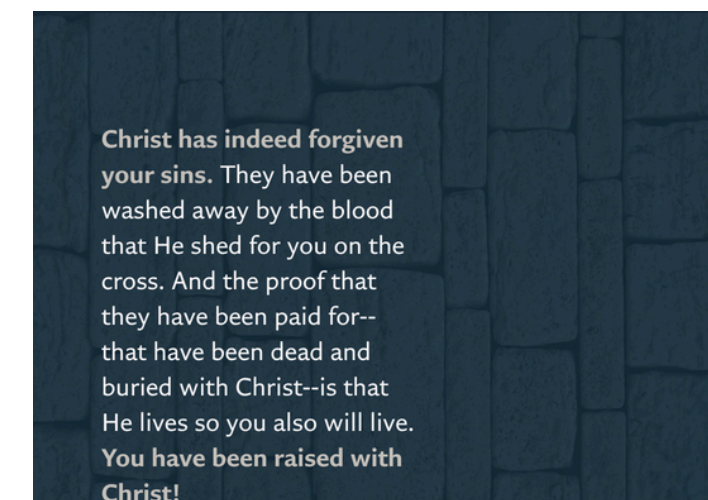 Christ has indeed forgiven
your sins. They have been
washed away by the blood
that He shed for you on the
cross. And the proof that
they have been paid for--
that have been dead and
buried with Christ--is that
He lives so you also will live.
You have been raised with
Christ!